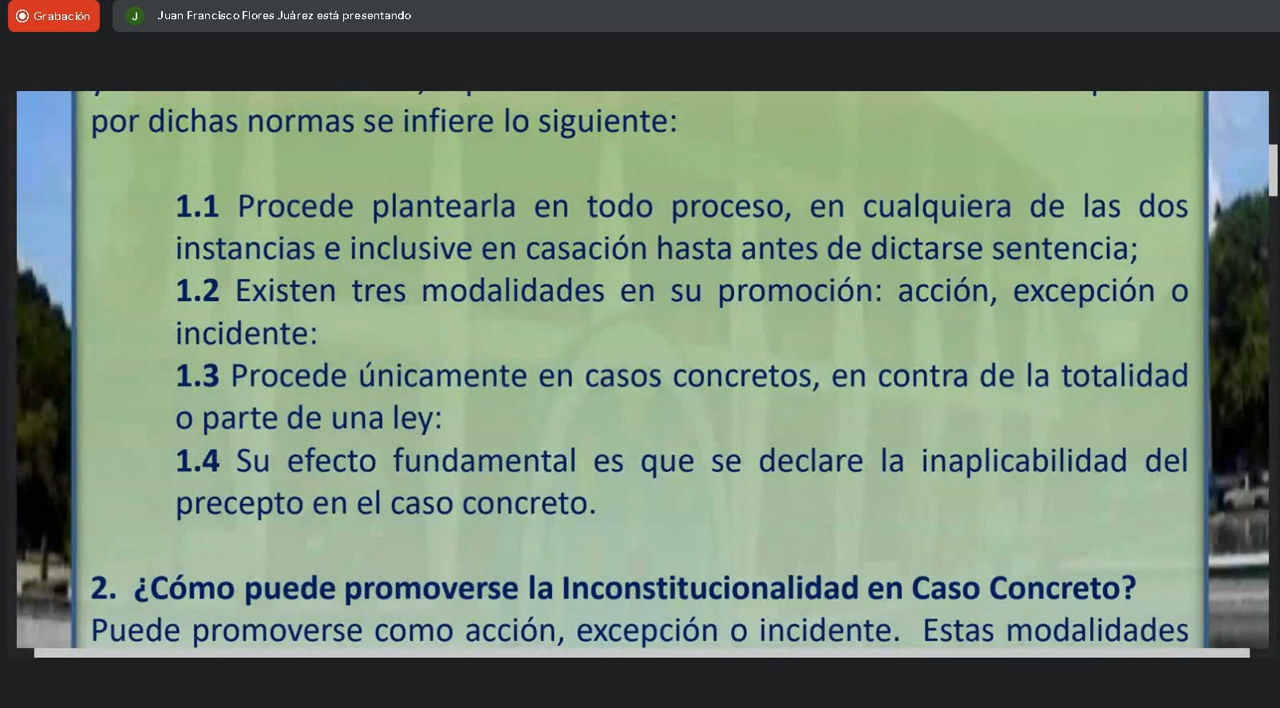 Grabación
J Juan Francisco Flores Juárez está presentando
por dichas normas se infiere lo siguiente:
1.1 Procede plantearla en todo proceso, en cualquiera de las dos
instancias e inclusive en casación hasta antes de dictarse sentencia;
1.2 Existen tres modalidades en su promoción: acción, excepción o
incidente:
1.3 Procede únicamente en casos concretos, en contra de la totalidad
o parte de una ley:
1.4 Su efecto fundamental es que se declare la inaplicabilidad del
precepto en el caso concreto.
2. ¿Cómo puede promoverse la Inconstitucionalidad en Caso Concreto?
Puede promoverse como acción, excepción o incidente. Estas modalidades